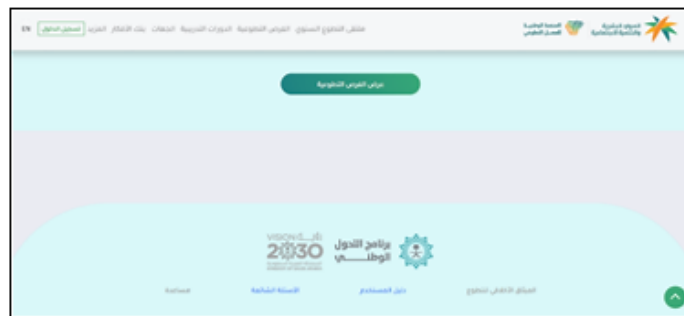 الموارد البشرية
والتنمية الاجتماعية
المنصة الوطنية
للعمل التطوعي
ملتقى التطوع السنوي الفرص التطوعية الدورات التدريبية الجهات بنك الأفكار المزيد تسجيل الدخول EN
عرض الفرص التطوعية
برنامج التحول
الوطني
رؤية VISION
2030
الميثاق الأخلاقي للتطوع دليل المستخدم الأسئلة الشائعة مساعدة